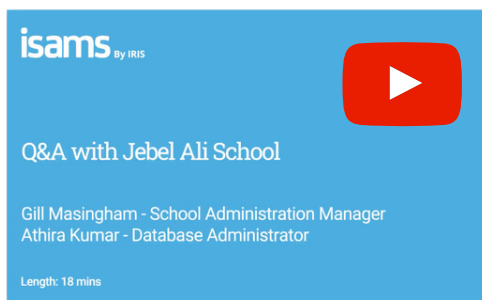 isams By IRIS
Q&A with Jebel Ali School
Gill Masingham - School Administration Manager
Athira Kumar - Database Administrator
Length: 18 mins